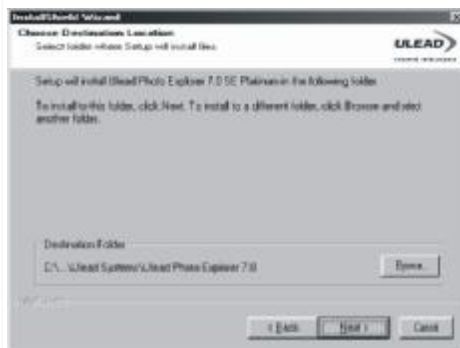 InstallShield Wizard
Choose Destination Location
Select folder where Setup will install files.
ULEAD
Setup will install Ulead Photo Explorer 7.0 SE Platinum in the following folder.
To install to this folder, click Next. To install to a different folder, click Browse and select
another folder.
Destination Folder
C:\...\Ulead Systems\Ulead Photo Explorer 7.0
Browse...
< Back
Next >
Cancel